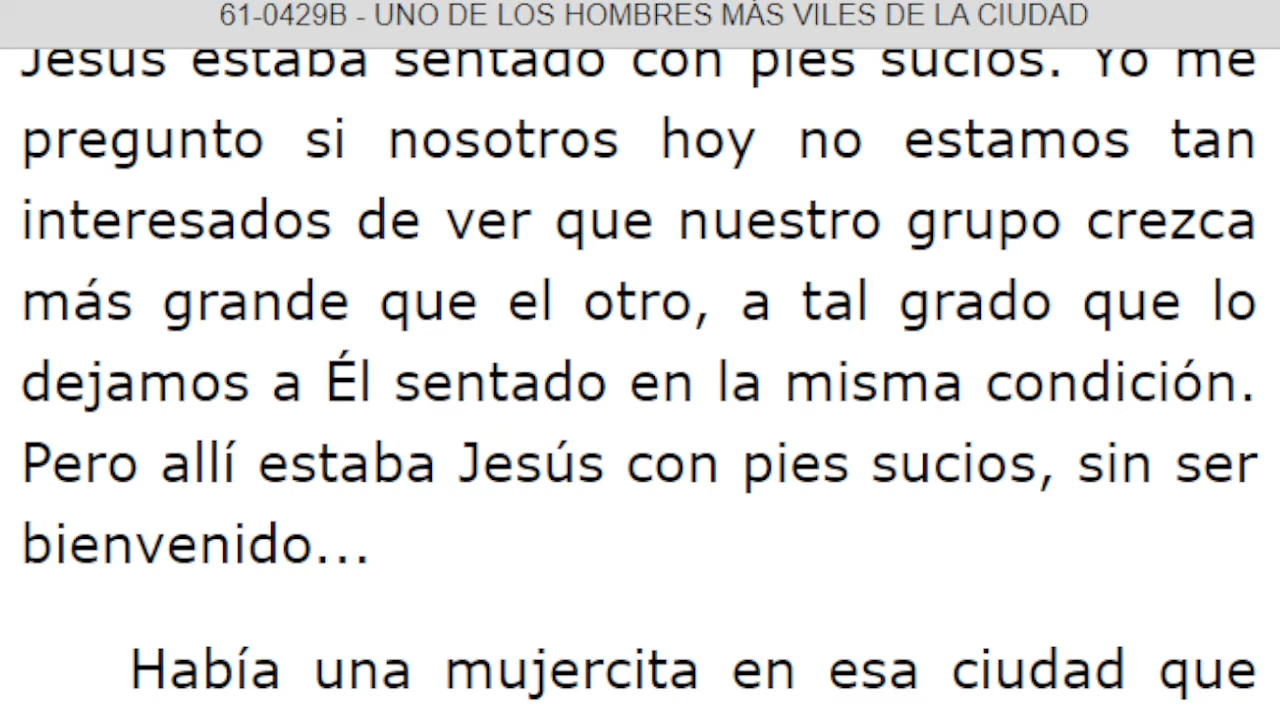 61-0429B - UNO DE LOS HOMBRES MÁS VILES DE LA CIUDAD
Jesús estaba sentado con pies sucios. Yo me
pregunto si nosotros hoy no estamos tan
interesados de ver que nuestro grupo crezca
más grande que el otro, a tal grado que lo
dejamos a Él sentado en la misma condición.
Pero allí estaba Jesús con pies sucios, sin ser
bienvenido...
Había una mujercita en esa ciudad que